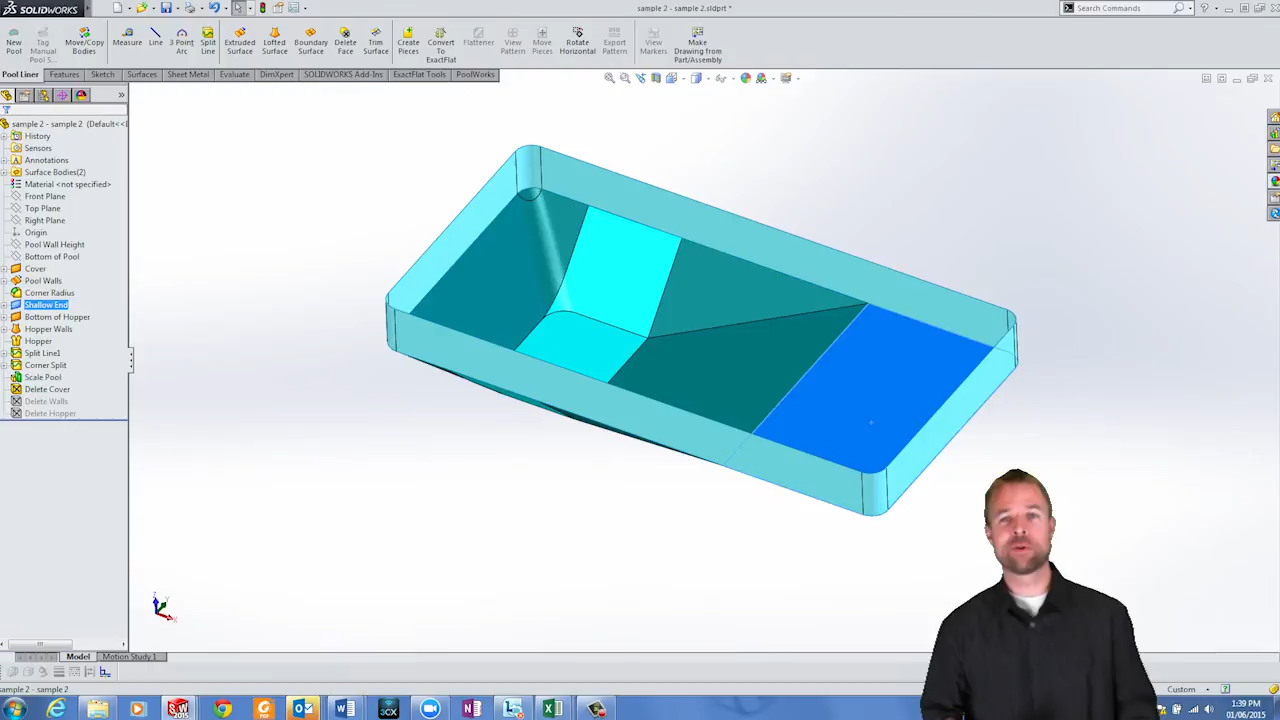 SOLIDWORKS
sample 2 - sample 2.sldprt *
Search Commands
New Pool
Tag Manual Pool S...
Move/Copy Bodies
Measure
Line
3 Point Arc
Split Line
Extruded Surface
Lofted Surface
Boundary Surface
Delete Face
Trim Surface
Create Pieces
Convert To ExactFlat
Flattener
View Pattern
Move Pieces
Rotate Horizontal
Export Pattern
View Markers
Make Drawing from Part/Assembly
Pool Liner
Features
Sketch
Surfaces
Sheet Metal
Evaluate
DimXpert
SOLIDWORKS Add-Ins
ExactFlat Tools
PoolWorks
sample 2 - sample 2 (Default<<
History
Sensors
Annotations
Surface Bodies(2)
Material <not specified>
Front Plane
Top Plane
Right Plane
Origin
Pool Wall Height
Bottom of Pool
Cover
Pool Walls
Corner Radius
Shallow End
Bottom of Hopper
Hopper Walls
Hopper
Split Line1
Corner Split
Scale Pool
Delete Cover
Delete Walls
Delete Hopper
Z
Y
X
Model
Motion Study 1
sample 2 - sample 2
Custom
SW
2015
PDF
3CX
1:39 PM
01/06/2015